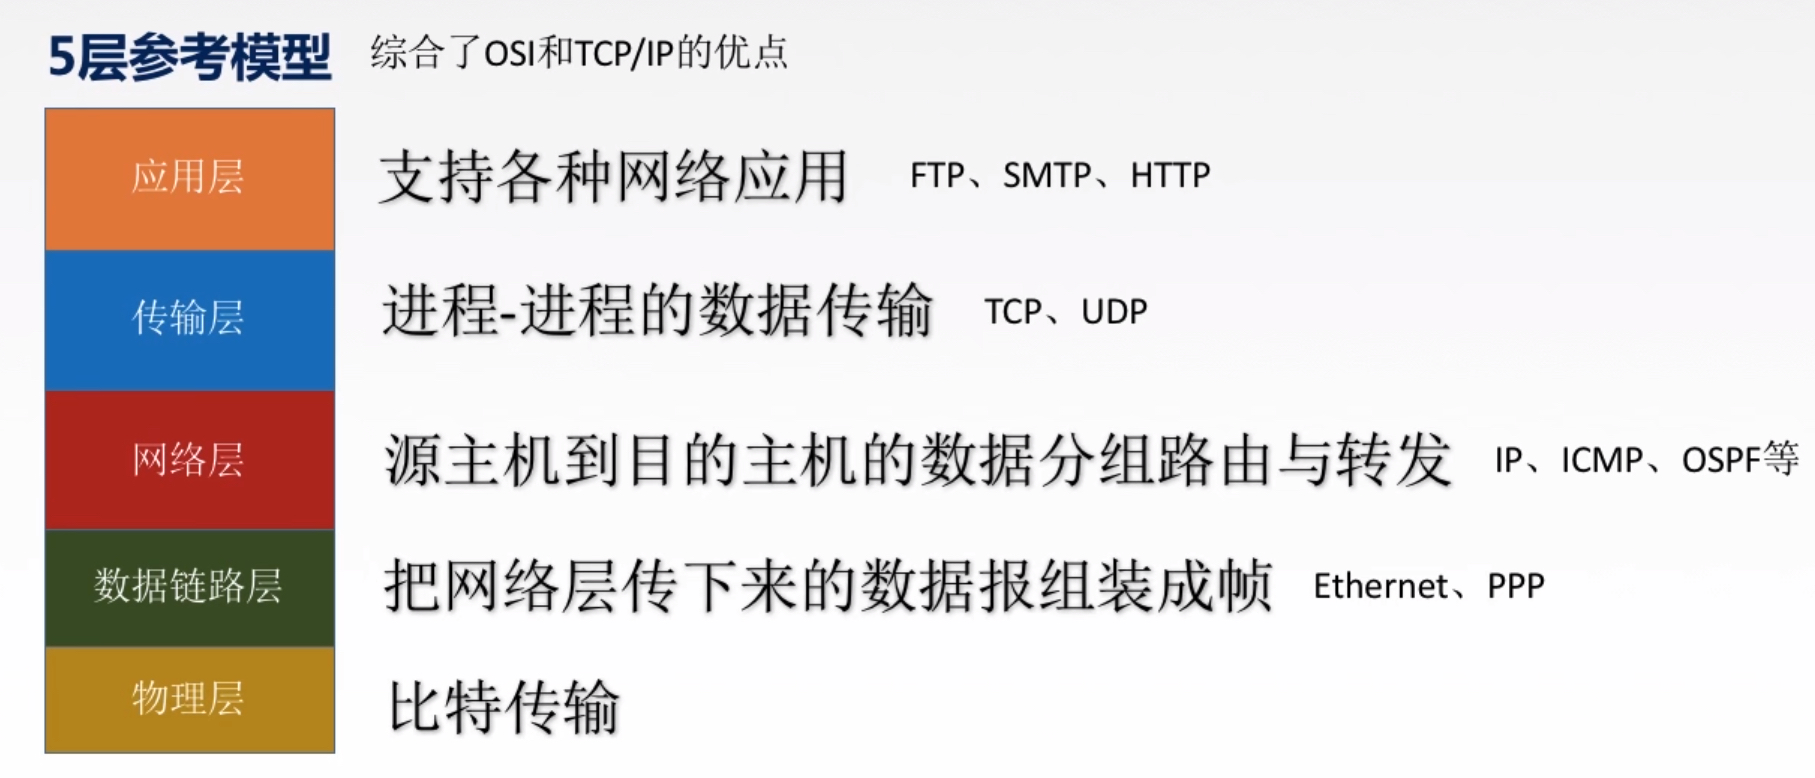 5层参考模型 综合了OSI和TCP/IP的优点
应用层 支持各种网络应用 FTP、SMTP、HTTP
传输层 进程-进程的数据传输 TCP、UDP
网络层 源主机到目的主机的数据分组路由与转发 IP、ICMP、OSPF等
数据链路层 把网络层传下来的数据报组装成帧 Ethernet、PPP
物理层 比特传输